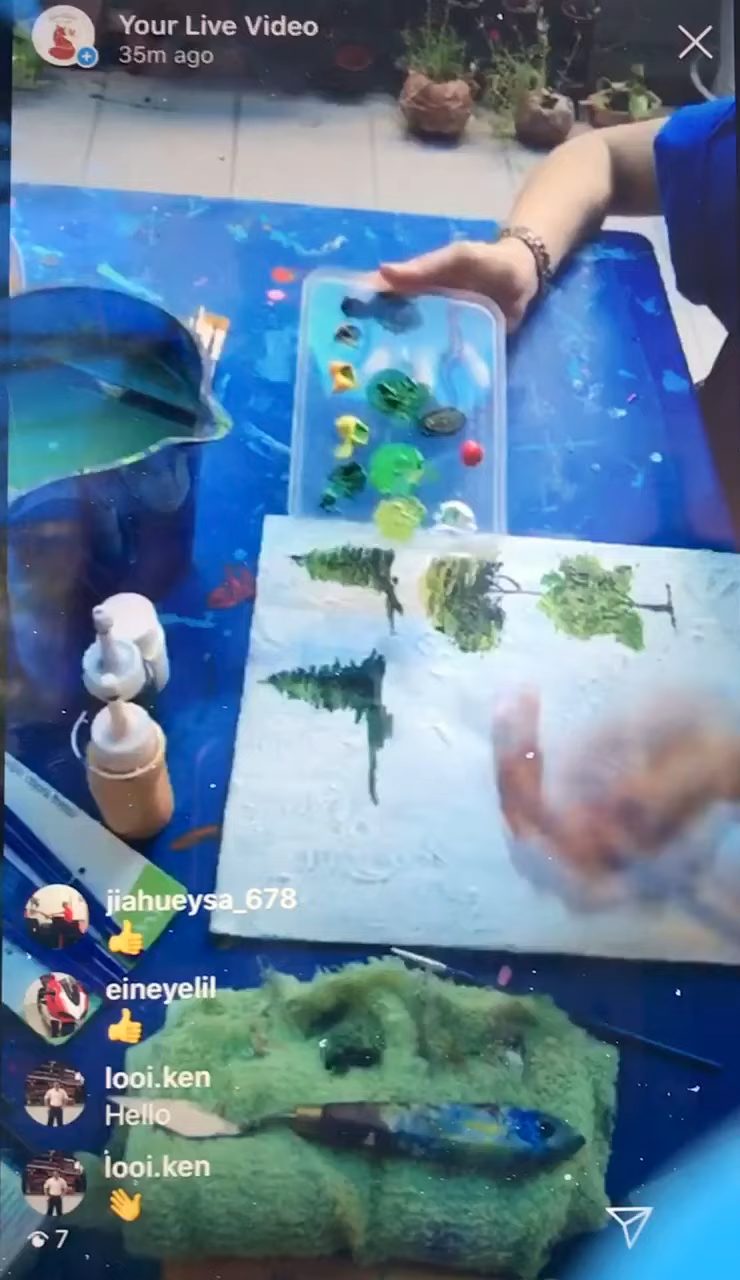 Your Live Video
35m ago
jiahueysa_678
👍
eineyelil
👍
looi.ken
Hello
looi.ken
👋
7